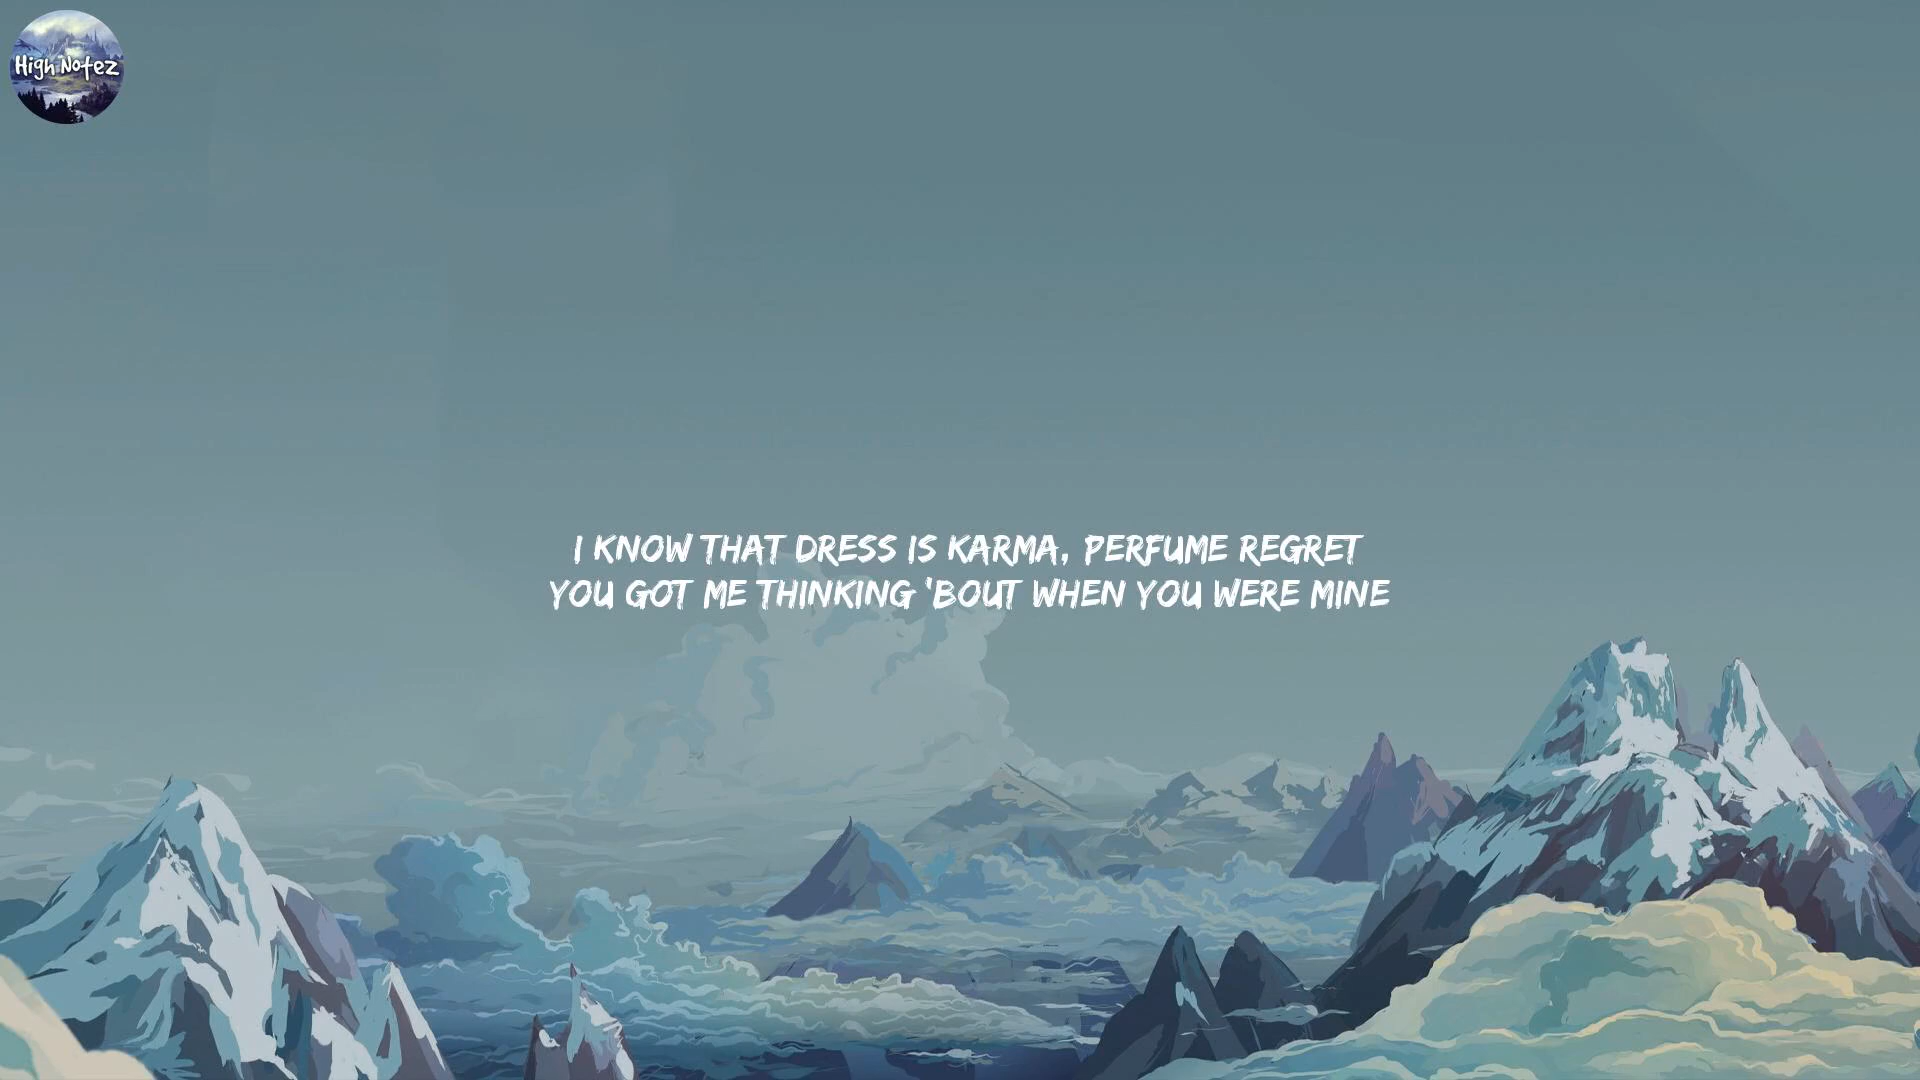 High Notez
I KNOW THAT DRESS IS KARMA, PERFUME REGRET
YOU GOT ME THINKING 'BOUT WHEN YOU WERE MINE